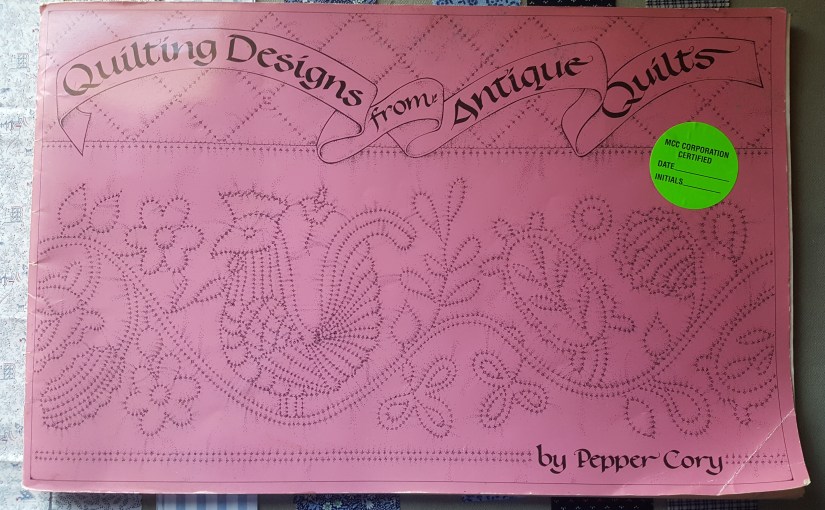 Quilting Designs from Antique Quilts
MCC CORPORATION
CERTIFIED
DATE
INITIALS
by Pepper Cory